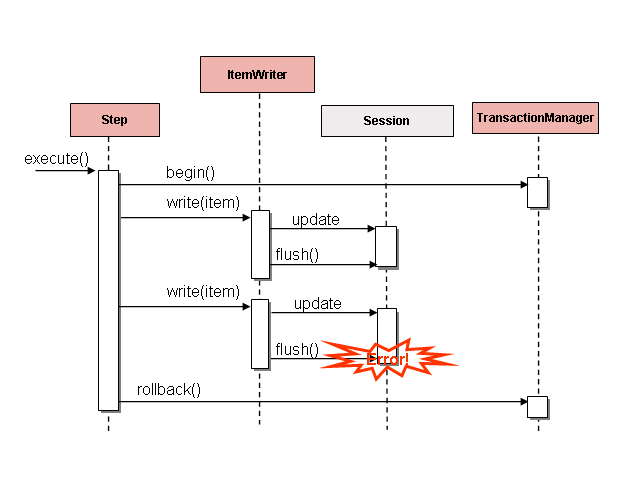 ItemWriter
Step
Session
TransactionManager
execute()
begin()
write(item)
update
flush()
write(item)
update
flush()
Error!
rollback()